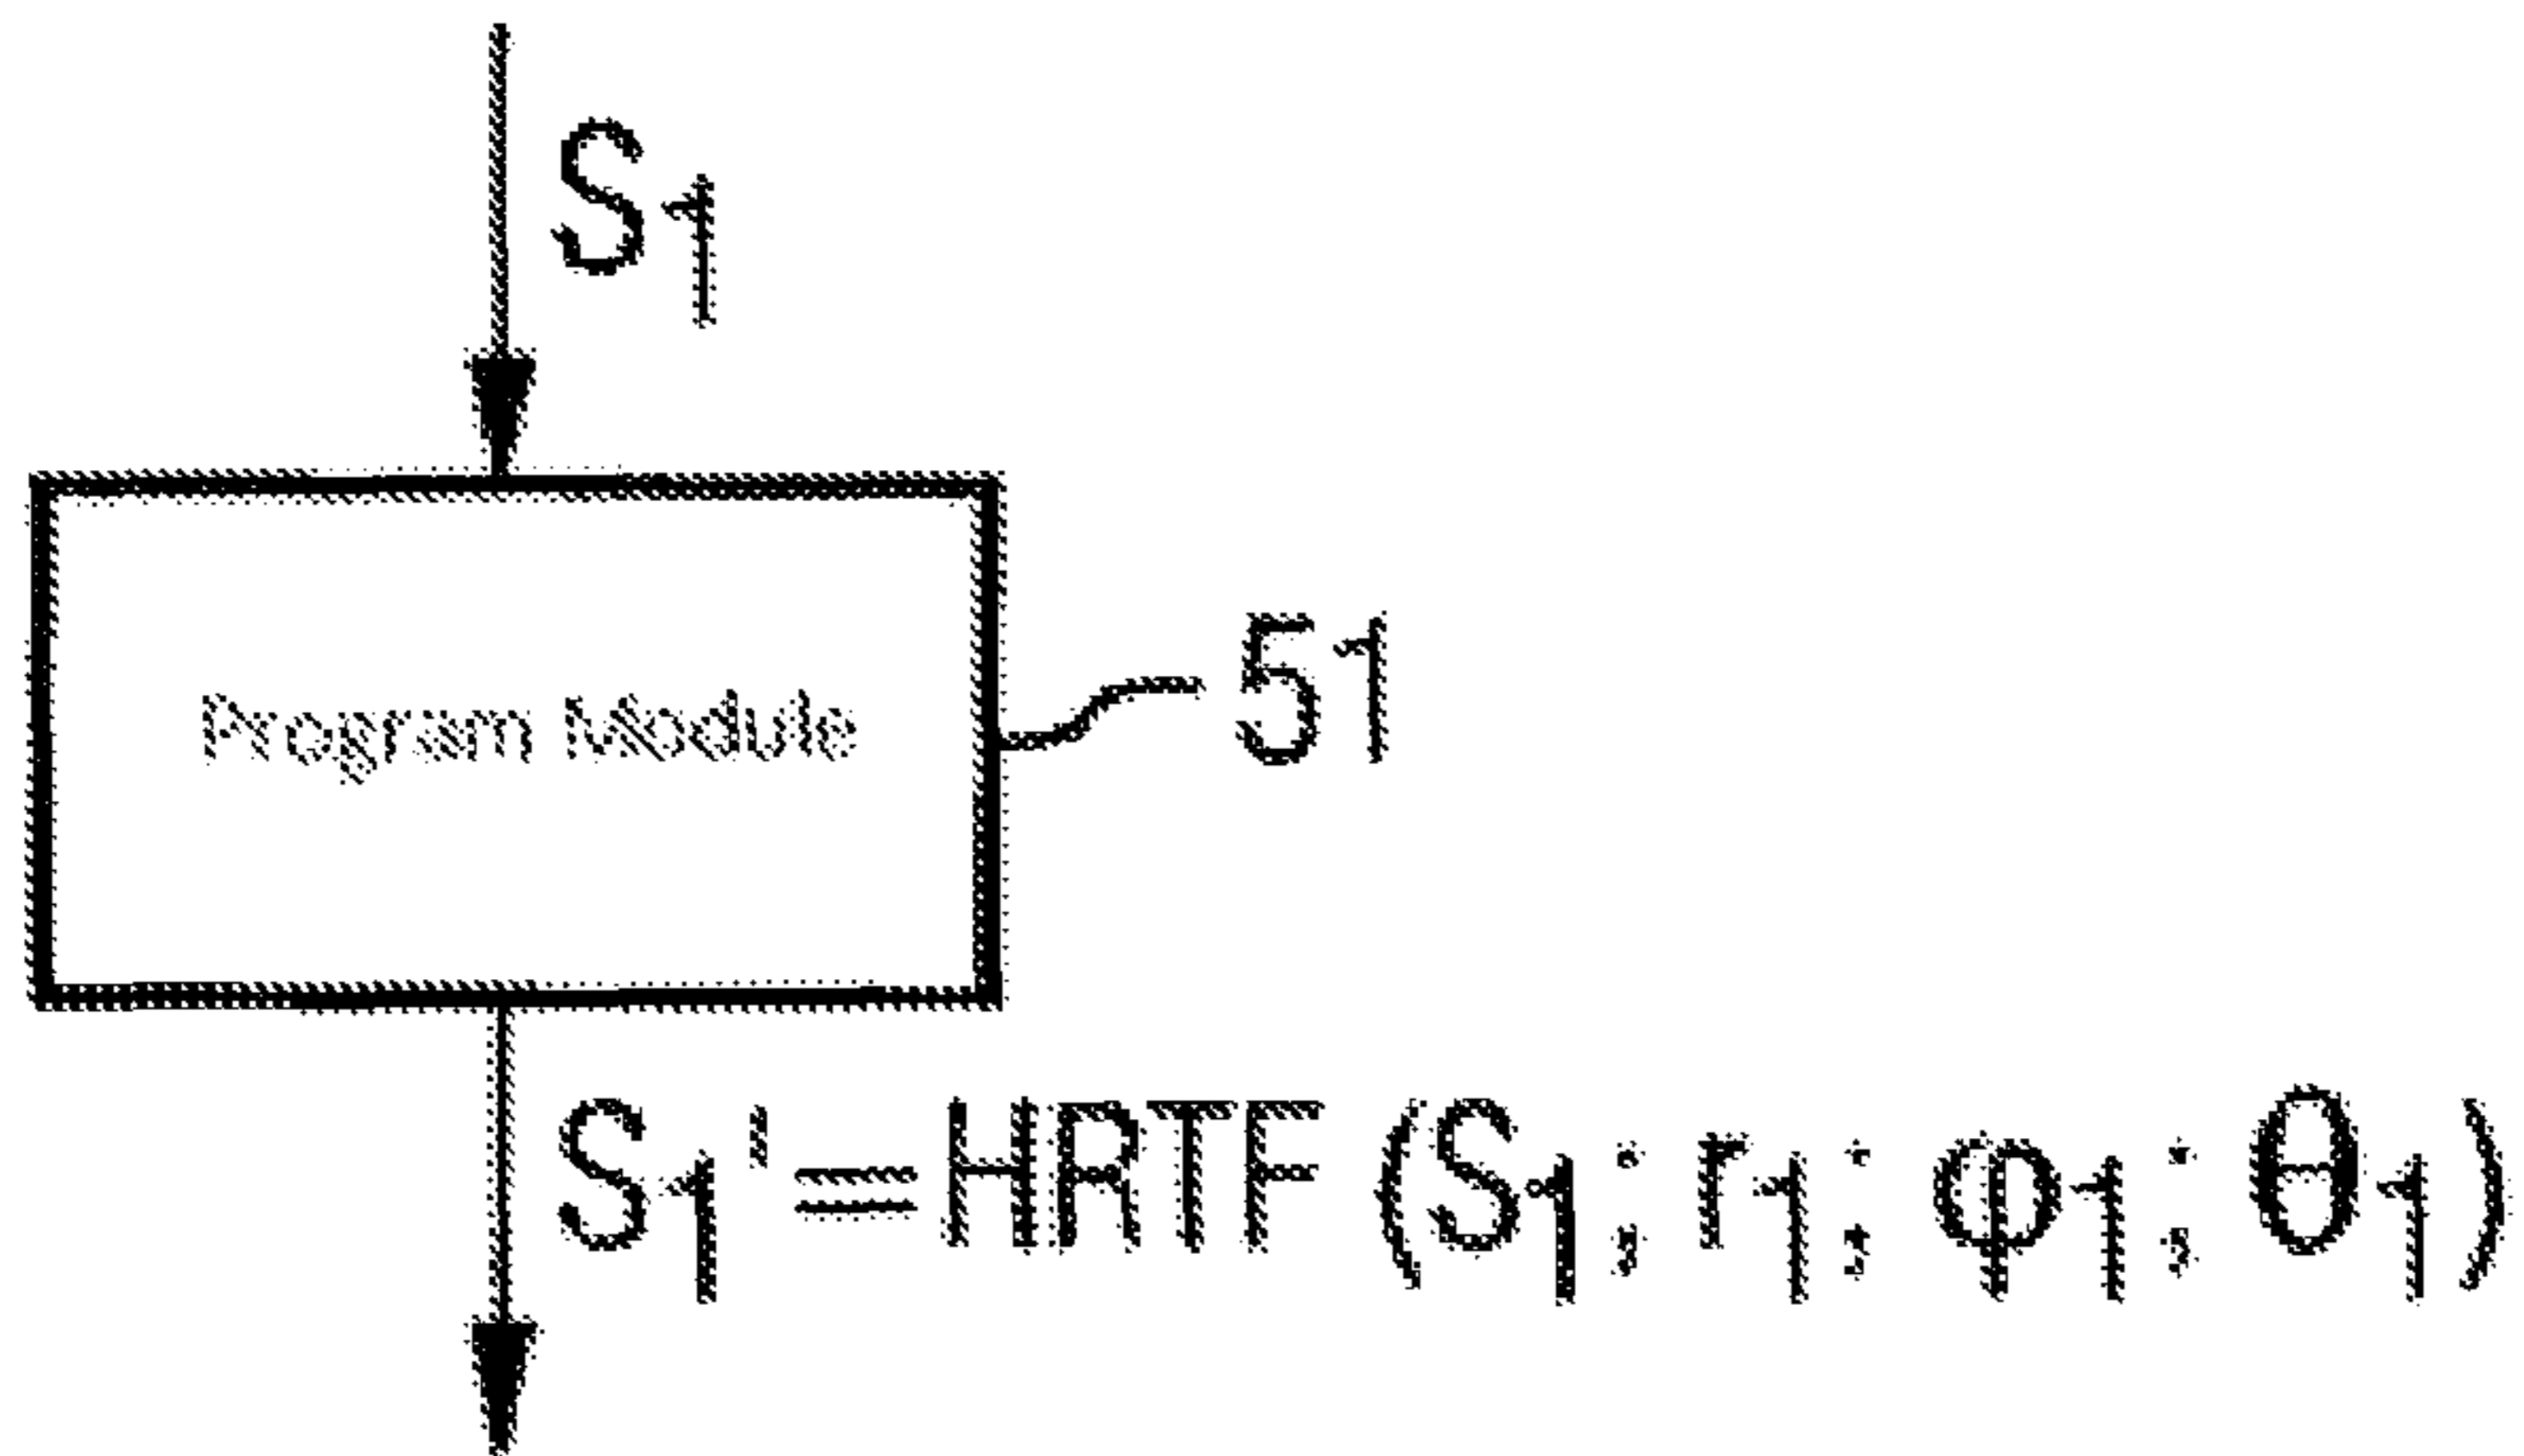 S₁
Program Module
51
S₁'=HRTF (S₁; r₁; φ₁; θ₁)